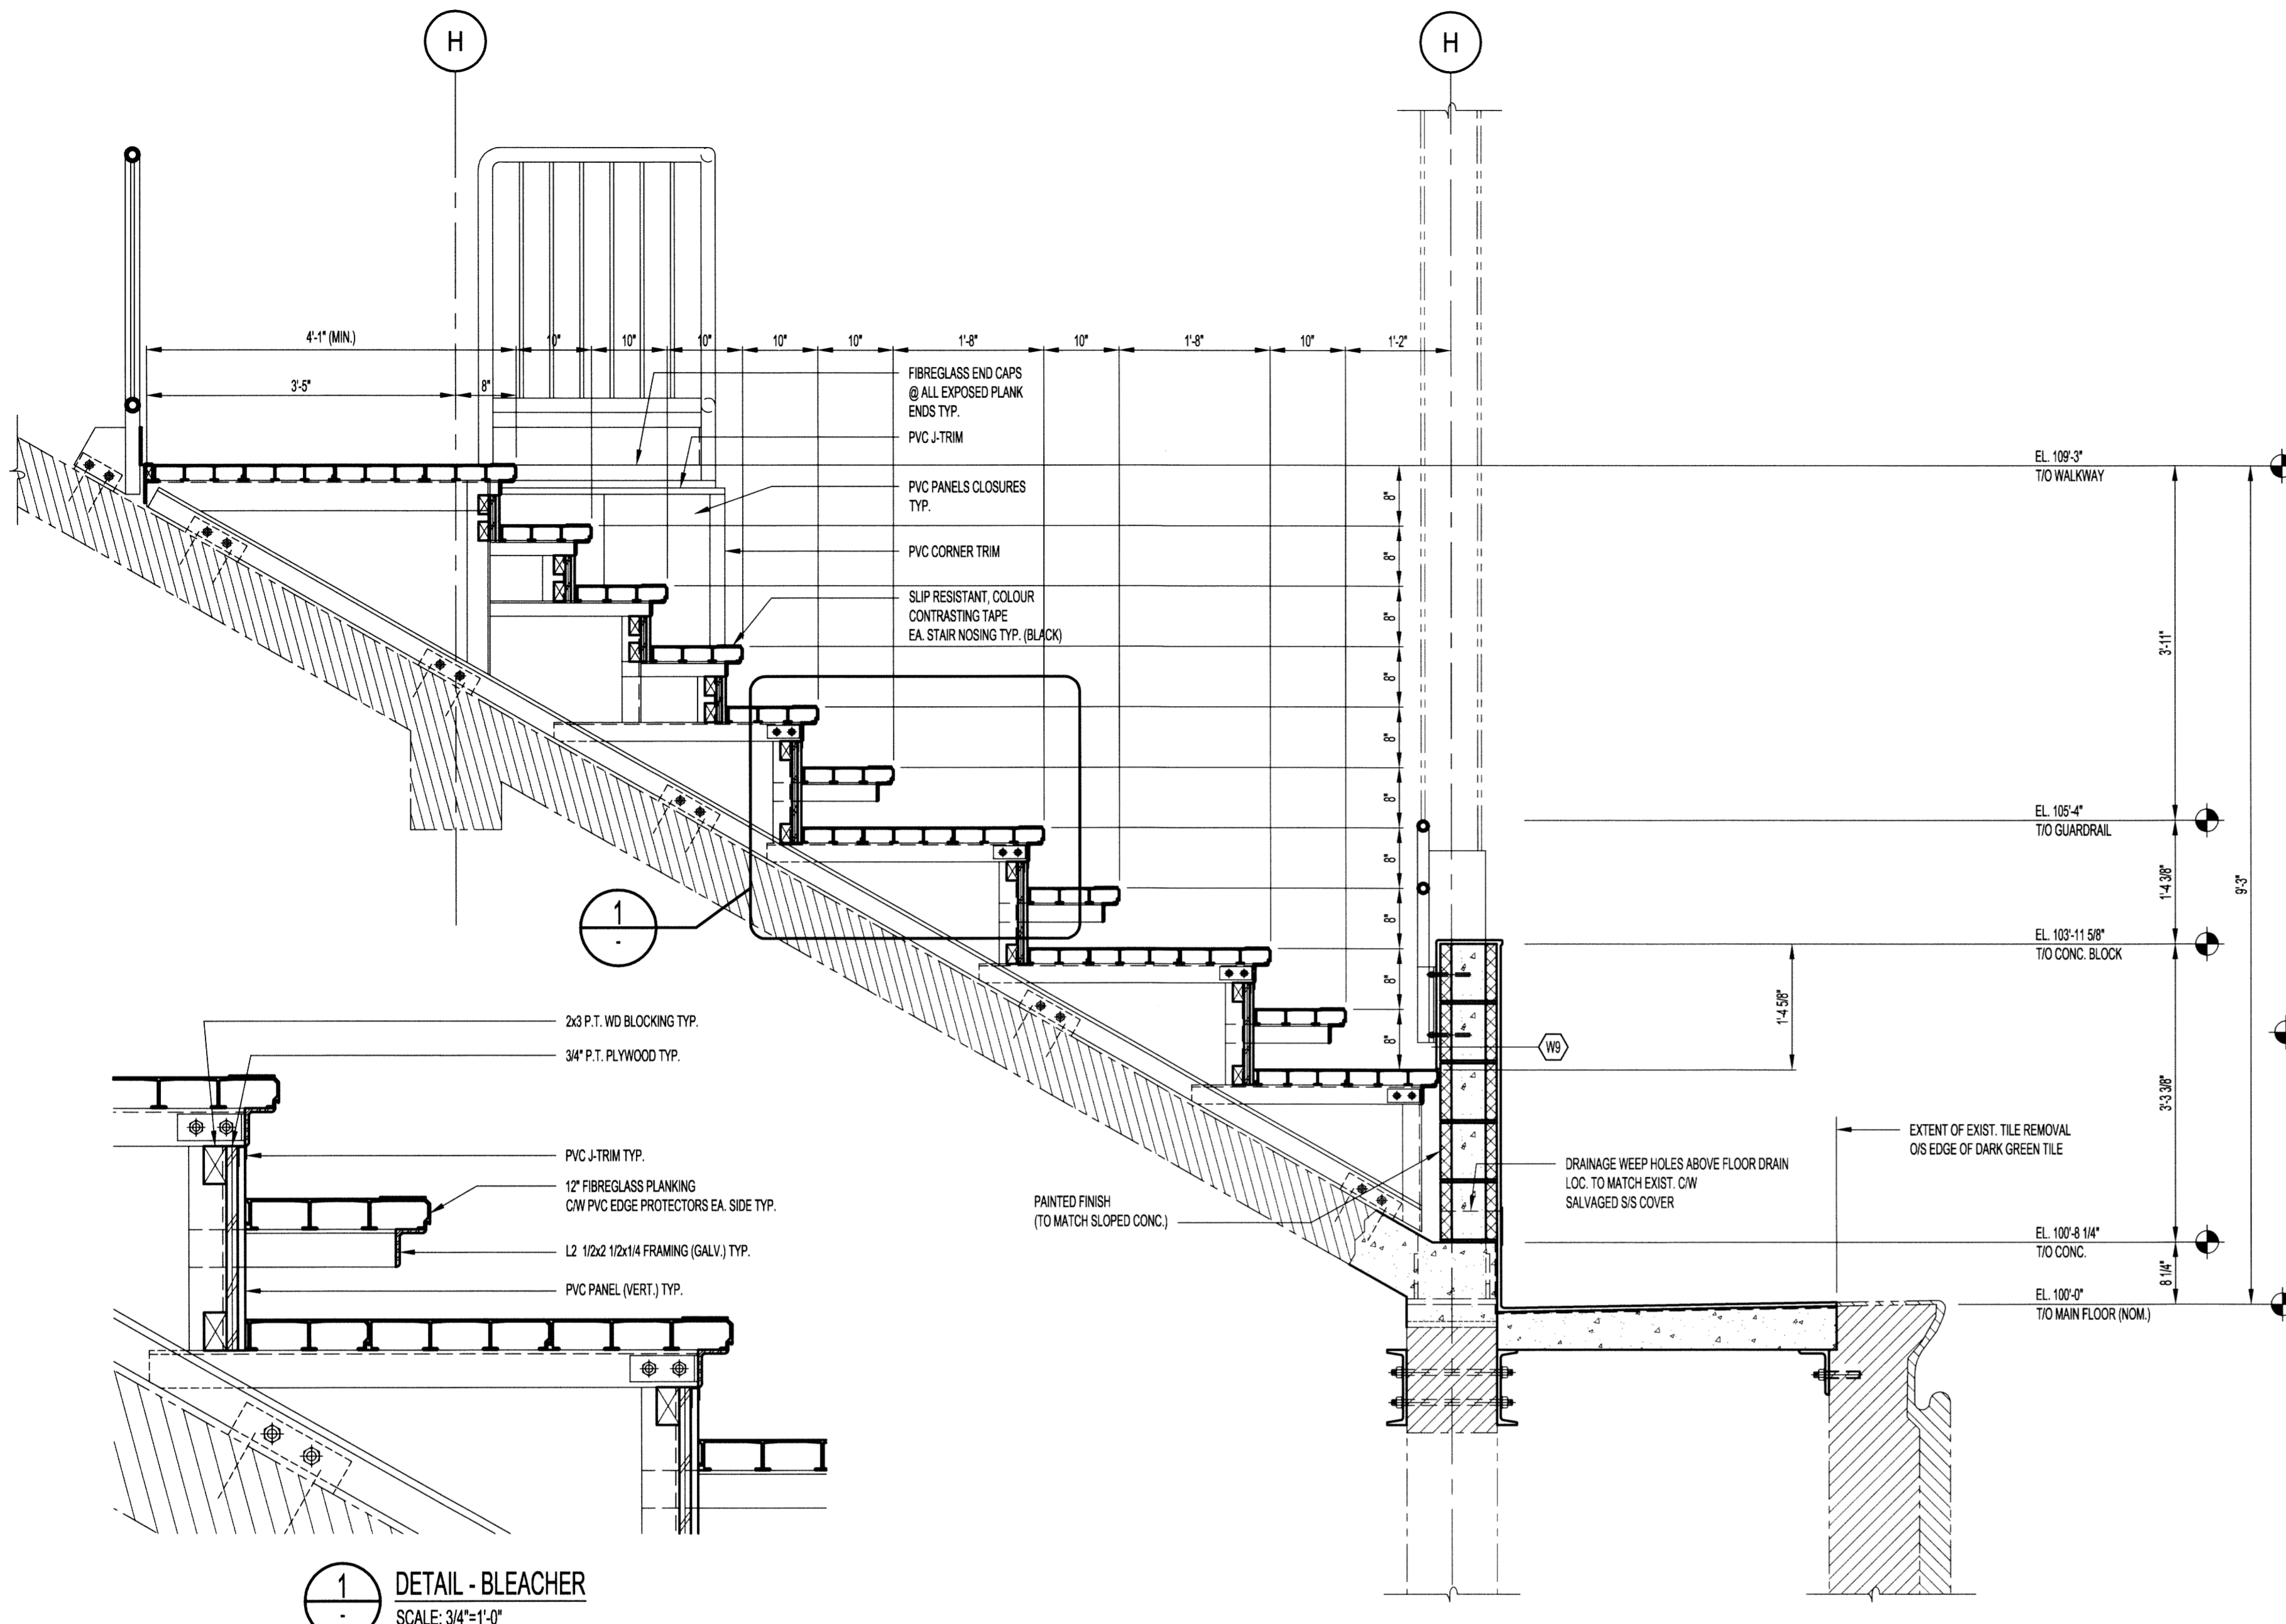 H
H
4'-1" (MIN.)
10"
10"
10"
10"
10"
1'-8"
10"
1'-8"
10"
1'-2"
3'-5"
8"
FIBREGLASS END CAPS
@ ALL EXPOSED PLANK
ENDS TYP.
PVC J-TRIM
PVC PANELS CLOSURES
TYP.
PVC CORNER TRIM
SLIP RESISTANT, COLOUR
CONTRASTING TAPE
EA. STAIR NOSING TYP. (BLACK)
8"
8"
8"
8"
8"
8"
8"
8"
8"
8"
EL. 109'-3"
T/O WALKWAY
3'-11"
EL. 105'-4"
T/O GUARDRAIL
1'-4 3/8"
9'-3"
EL. 103'-11 5/8"
T/O CONC. BLOCK
1'-4 5/8"
3'-3 3/8"
W9
1
-
2x3 P.T. WD BLOCKING TYP.
3/4" P.T. PLYWOOD TYP.
PVC J-TRIM TYP.
12" FIBREGLASS PLANKING
C/W PVC EDGE PROTECTORS EA. SIDE TYP.
L2 1/2x2 1/2x1/4 FRAMING (GALV.) TYP.
PVC PANEL (VERT.) TYP.
PAINTED FINISH
(TO MATCH SLOPED CONC.)
DRAINAGE WEEP HOLES ABOVE FLOOR DRAIN
LOC. TO MATCH EXIST. C/W
SALVAGED S/S COVER
EXTENT OF EXIST. TILE REMOVAL
O/S EDGE OF DARK GREEN TILE
EL. 100'-8 1/4"
T/O CONC.
8 1/4"
EL. 100'-0"
T/O MAIN FLOOR (NOM.)
1
-
DETAIL - BLEACHER
SCALE: 3/4"=1'-0"